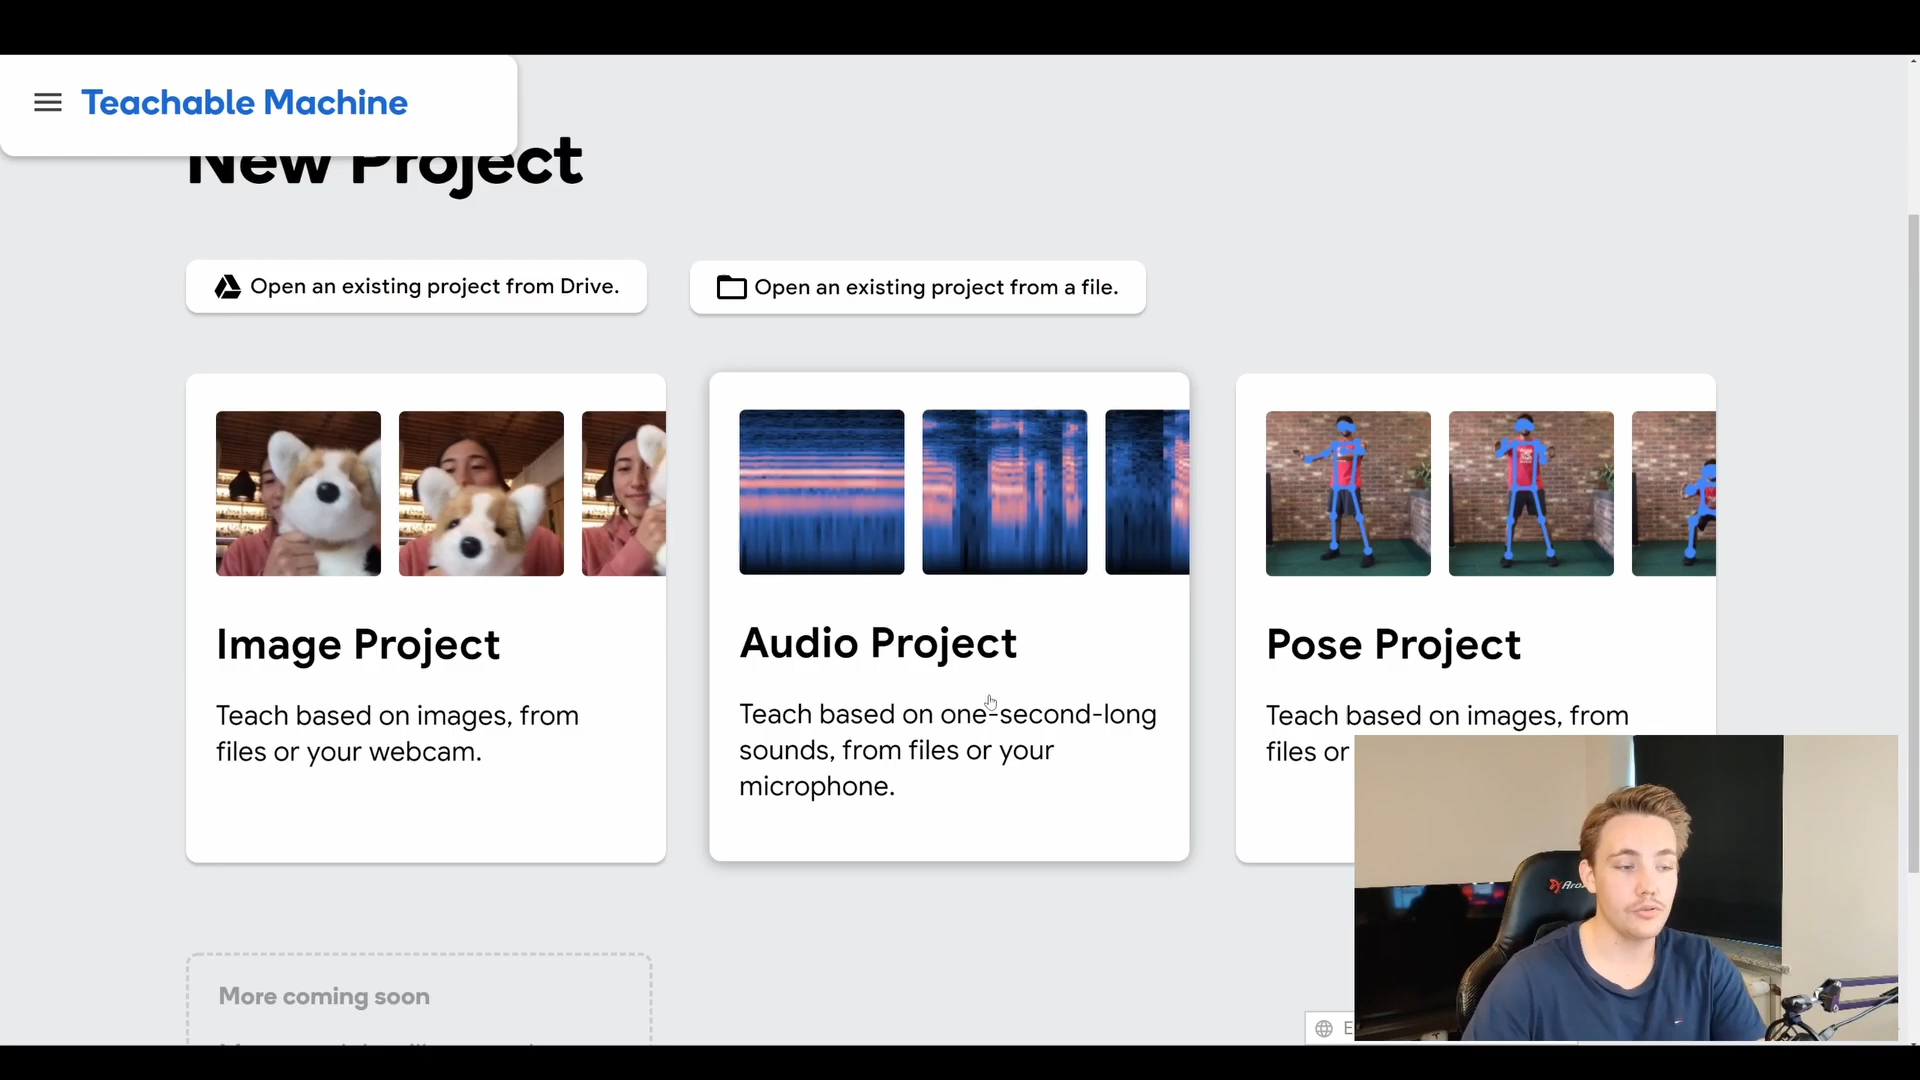 Teachable Machine
New Project
Open an existing project from Drive.
Open an existing project from a file.
Image Project
Teach based on images, from
files or your webcam.
Audio Project
Teach based on one-second-long
sounds, from files or your
microphone.
Pose Project
Teach based on images, from
files or
More coming soon